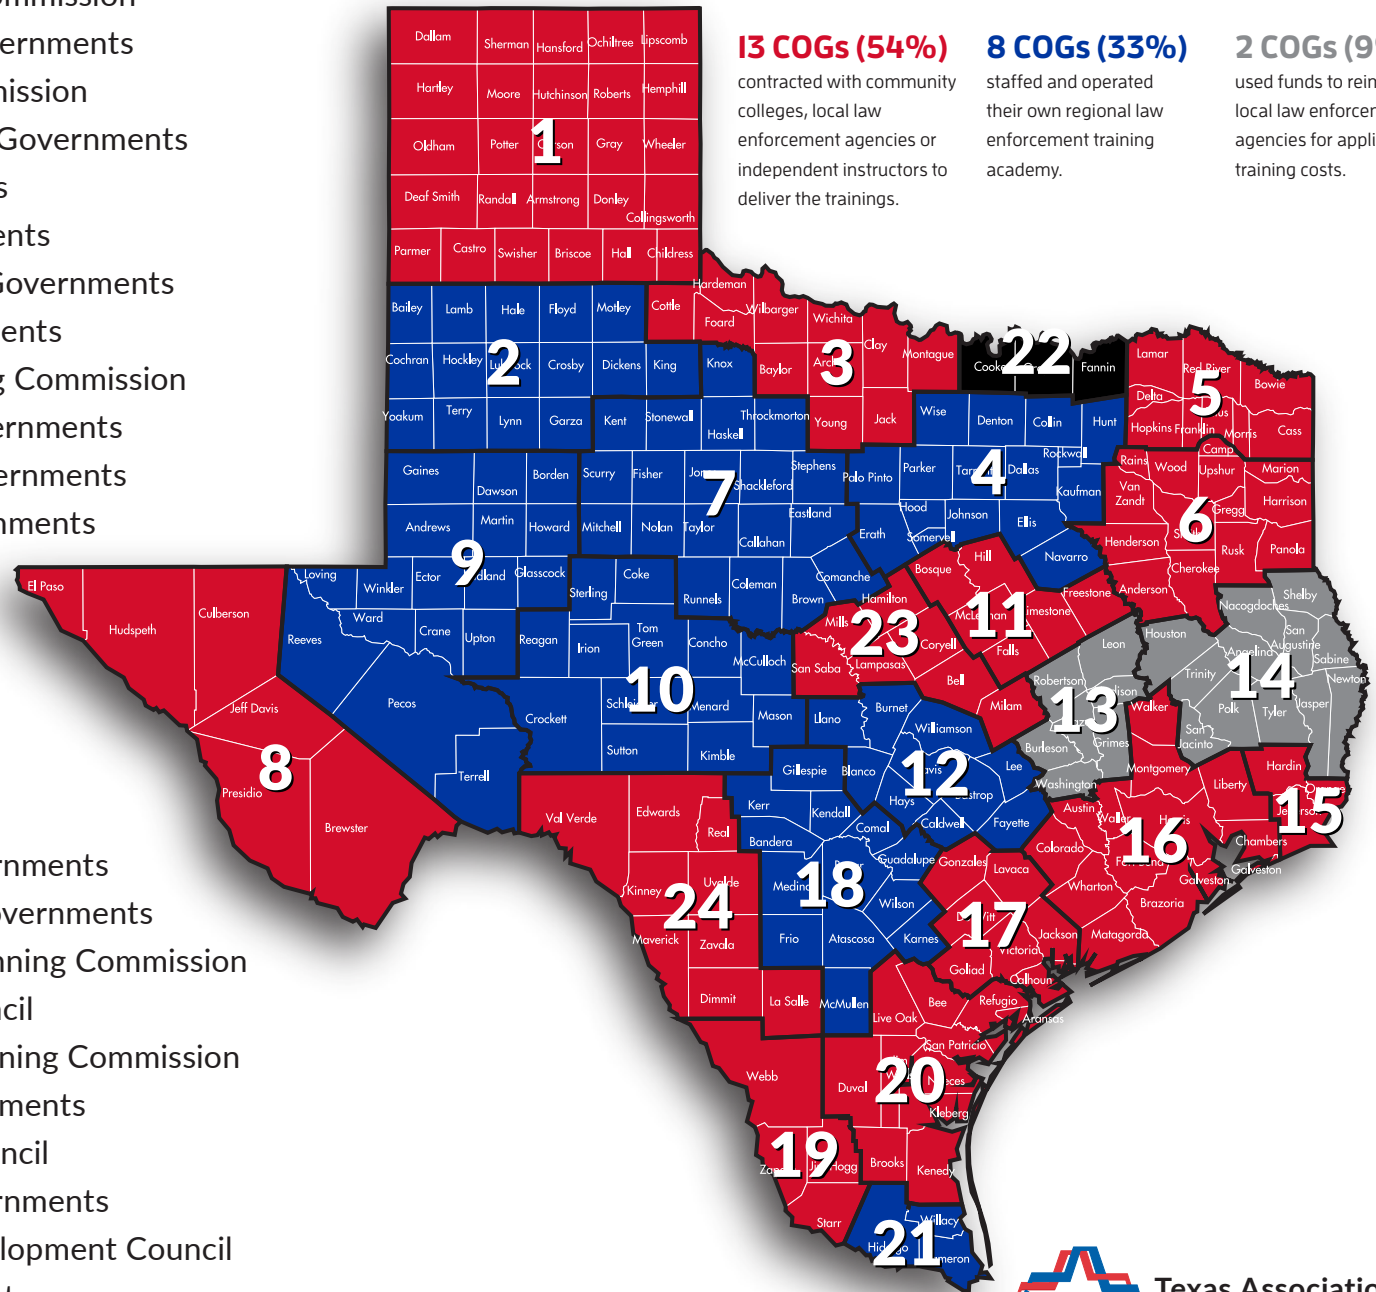 mmission
ernments
nission
Governments
s
ents
Governments
ents
g Commission
ernments
ernments
nments
rnments
overnments
nning Commission
cil
ning Commission
ments
ncil
rnments
lopment Council
13 COGs (54%)
contracted with community
colleges, local law
enforcement agencies or
independent instructors to
deliver the trainings.
8 COGs (33%)
staffed and operated
their own regional law
enforcement training
academy.
2 COGs (9%
used funds to rein
local law enforcen
agencies for appli
training costs.
Dallam Sherman Hansford Ochiltree Lipscomb
Hartley Moore Hutchinson Roberts Hemphill
Oldham Potter Gray Wheeler
1
Deaf Smith Randall Armstrong Donley Collingsworth
Parmer Castro Swisher Briscoe Hall Childress
Bailey Lamb Hale Floyd Motley
Cochran Hockley Crosby Dickens King
2
Yoakum Terry Lynn Garza
Cottle Hardeman Foard Wilbarger Wichita Clay Montague
Baylor Young Jack
3
Cooke Fannin
22
Lamar Red River Bowie Delta Hopkins Franklin Morris Cass
5
Knox Kent Stonewall Haskell Throckmorton
Scurry Fisher Shackleford Stephens
Mitchell Nolan Taylor Callahan Eastland
Runnels Coleman Brown Comanche
7
Wise Denton Collin Hunt
Palo Pinto Parker Dallas Rockwall Kaufman
Erath Hood Somervell Johnson Ellis Navarro
4
Rains Wood Camp Upshur Marion
Van Zandt Gregg Harrison
Henderson Rusk Panola Anderson Cherokee
6
Gaines Dawson Borden
Andrews Martin Howard
Loving Winkler Ector Glasscock
Ward Crane Upton Reeves Pecos Terrell
9
El Paso Hudspeth Culberson Jeff Davis Presidio Brewster
8
Sterling Coke Reagan Irion Tom Green Concho McCulloch
Crockett Menard Mason Sutton Kimble
10
Hamilton Mills San Saba Lampasas Coryell Bell Milam
23
Bosque Hill Limestone Freestone Falls
11
Leon Robertson Burleson Grimes Washington
13
Shelby Nacogdoches Houston San Augustine Sabine Newton
Trinity Angelina Polk Tyler Jasper San Jacinto
14
Llano Burnet Williamson Blanco Hays Lee Caldwell Fayette
12
Gillespie Kerr Kendall Bandera Comal Guadalupe Medina
Wilson Frio Atascosa Karnes McMullen
18
Walker Montgomery Liberty Austin Chambers
Colorado Wharton Galveston Galveston Brazoria Matagorda
16
Hardin
15
Gonzales Lavaca Jackson Victoria Goliad Calhoun
17
Val Verde Edwards Real Kinney Uvalde
Maverick Zavala Dimmit La Salle
24
Live Oak Bee Refugio Aransas San Patricio
Duval Kleberg Brooks Kenedy
20
Webb Starr
19
Willacy
21
Texas Associatio